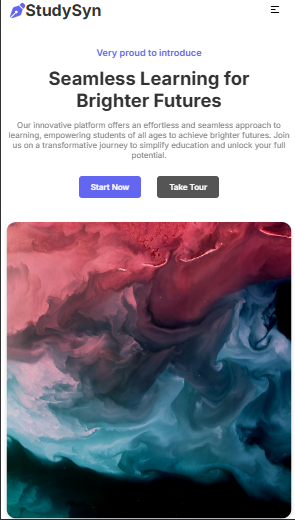 StudySyn
Very proud to introduce
Seamless Learning for
Brighter Futures
Our innovative platform offers an effortless and seamless approach to
learning, empowering students of all ages to achieve brighter futures. Join
us on a transformative journey to simplify education and unlock your full
potential.
Start Now Take Tour